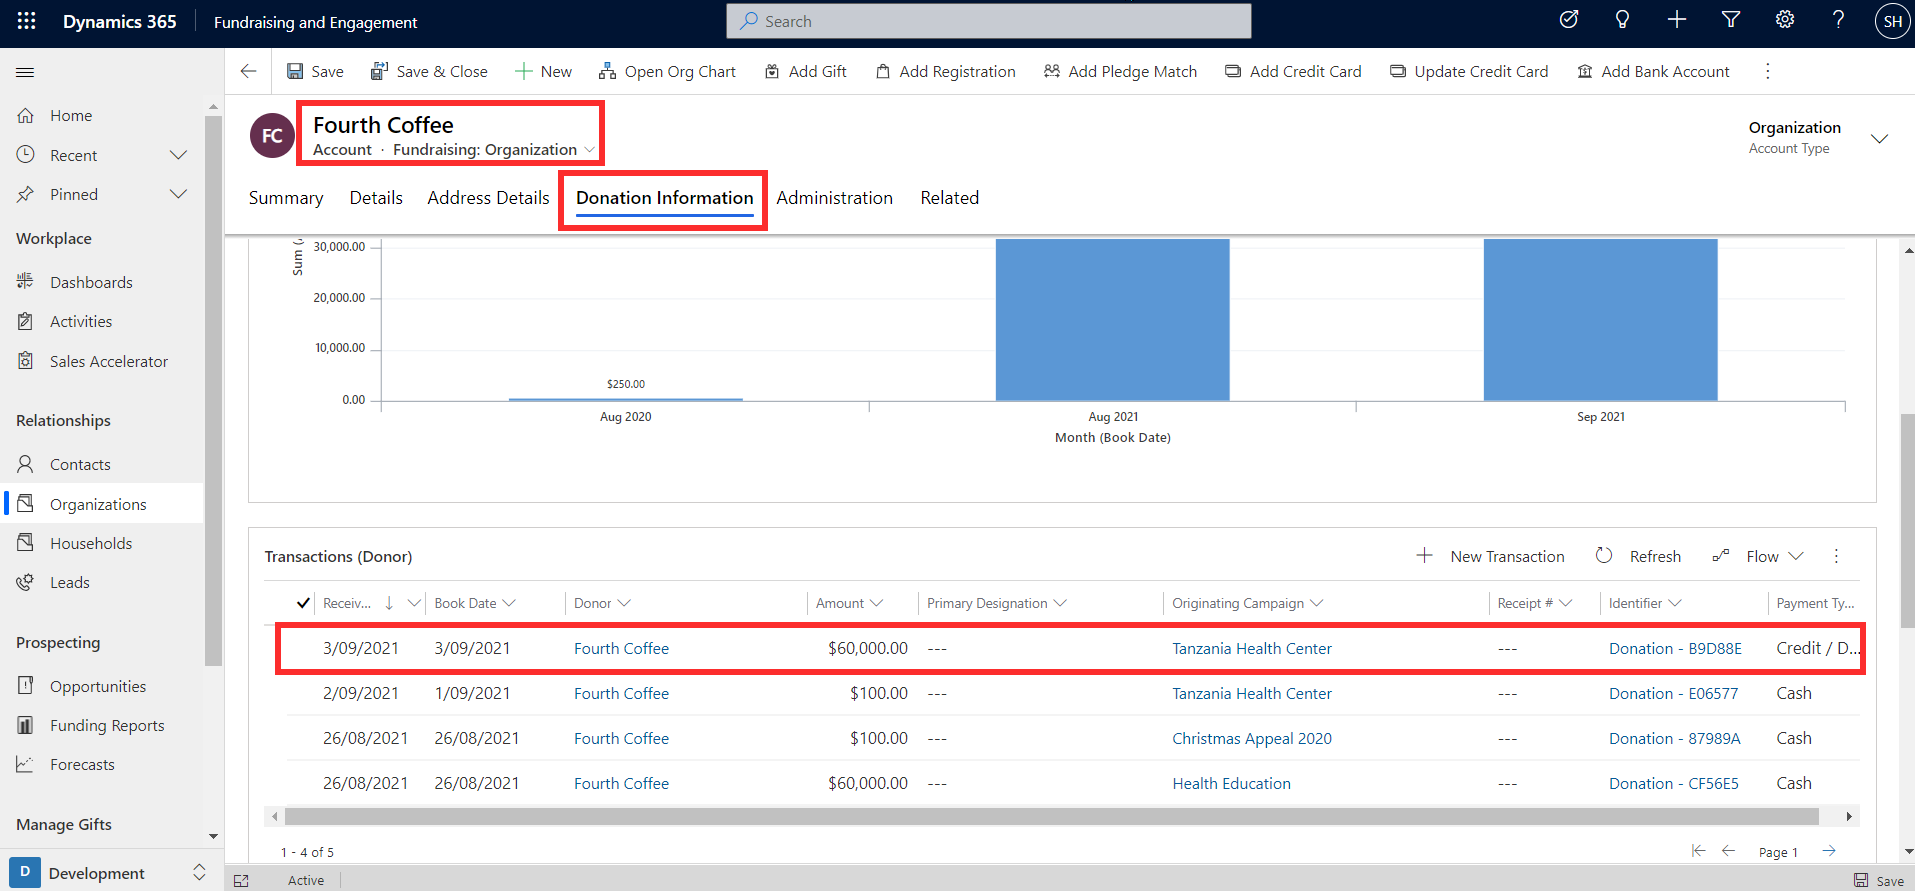 Dynamics 365 Fundraising and Engagement Search SH
Save Save & Close New Open Org Chart Add Gift Add Registration Add Pledge Match Add Credit Card Update Credit Card Add Bank Account
Home
Recent
Pinned
Workplace
Dashboards
Activities
Sales Accelerator
Relationships
Contacts
Organizations
Households
Leads
Prospecting
Opportunities
Funding Reports
Forecasts
Manage Gifts
D Development
FC
Fourth Coffee
Account · Fundraising: Organization
Organization
Account Type
Summary Details Address Details Donation Information Administration Related
Sum (
30,000.00
20,000.00
10,000.00
0.00
$250.00
Aug 2020 Aug 2021 Sep 2021
Month (Book Date)
Transactions (Donor) New Transaction Refresh Flow
Receiv... Book Date Donor Amount Primary Designation Originating Campaign Receipt # Identifier Payment Ty...
3/09/2021 3/09/2021 Fourth Coffee $60,000.00 --- Tanzania Health Center --- Donation - B9D88E Credit / D...
2/09/2021 1/09/2021 Fourth Coffee $100.00 --- Tanzania Health Center --- Donation - E06577 Cash
26/08/2021 26/08/2021 Fourth Coffee $100.00 --- Christmas Appeal 2020 --- Donation - 87989A Cash
26/08/2021 26/08/2021 Fourth Coffee $60,000.00 --- Health Education --- Donation - CF56E5 Cash
1 - 4 of 5 Page 1
Active Save